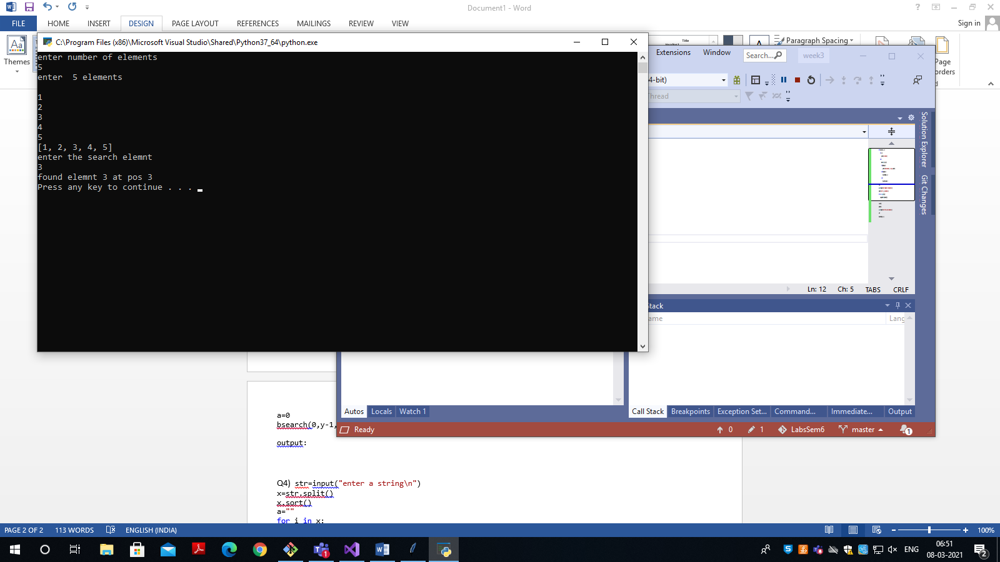 Document1 - Word
FILE HOME INSERT DESIGN PAGE LAYOUT REFERENCES MAILINGS REVIEW VIEW
Sign in
Themes
Paragraph Spacing
Page
C:\Program Files (x86)\Microsoft Visual Studio\Shared\Python37_64\python.exe
enter number of elements
5
enter  5 elements
1
2
3
4
5
[1, 2, 3, 4, 5]
enter the search elemnt
3
found elemnt 3 at pos 3
Press any key to continue . . .
Extensions Window Search... week3
4-bit)
Thread
Solution Explorer
Git Changes
Ln: 12 Ch: 5 TABS CRLF
Stack
ame Lang
Autos Locals Watch 1
Call Stack Breakpoints Exception Set... Command... Immediate... Output
Ready 0 1 LabsSem6 master 1
a=0
bsearch(0,y-1,
output:
Q4) str=input("enter a string\n")
x=str.split()
x.sort()
a=""
for i in x:
PAGE 2 OF 2 113 WORDS ENGLISH (INDIA) 100%
ENG
06:51
08-03-2021
2